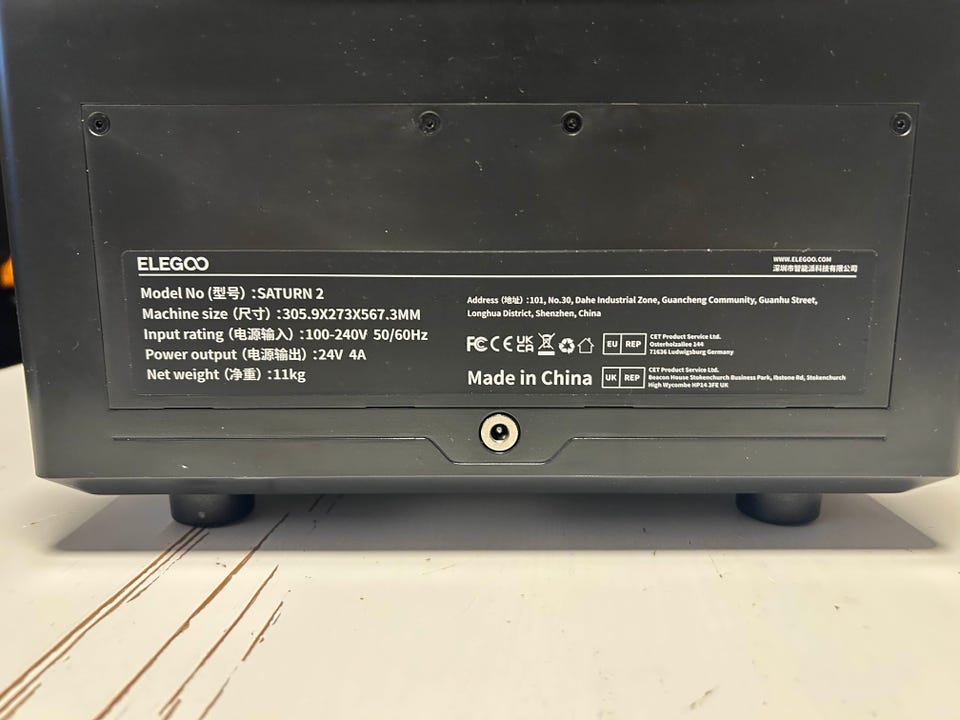 ELEGOO
WWW.ELEGOO.COM
深圳市智能派科技有限公司
Model No (型号) :SATURN 2
Machine size (尺寸) :305.9X273X567.3MM
Input rating (电源输入) :100-240V 50/60Hz
Power output (电源输出) :24V 4A
Net weight (净重) :11kg
Address (地址) :101, No.30, Dahe Industrial Zone, Guancheng Community, Guanhu Street,
Longhua District, Shenzhen, China
FC CE UK CA
EU REP
CET Product Service Ltd.
Osterholzallee 144
71636 Ludwigsburg Germany
Made in China
UK REP
CET Product Service Ltd.
Beacon House Stokenchurch Business Park, Ibstone Rd, Stokenchurch
High Wycombe HP14 3FE UK